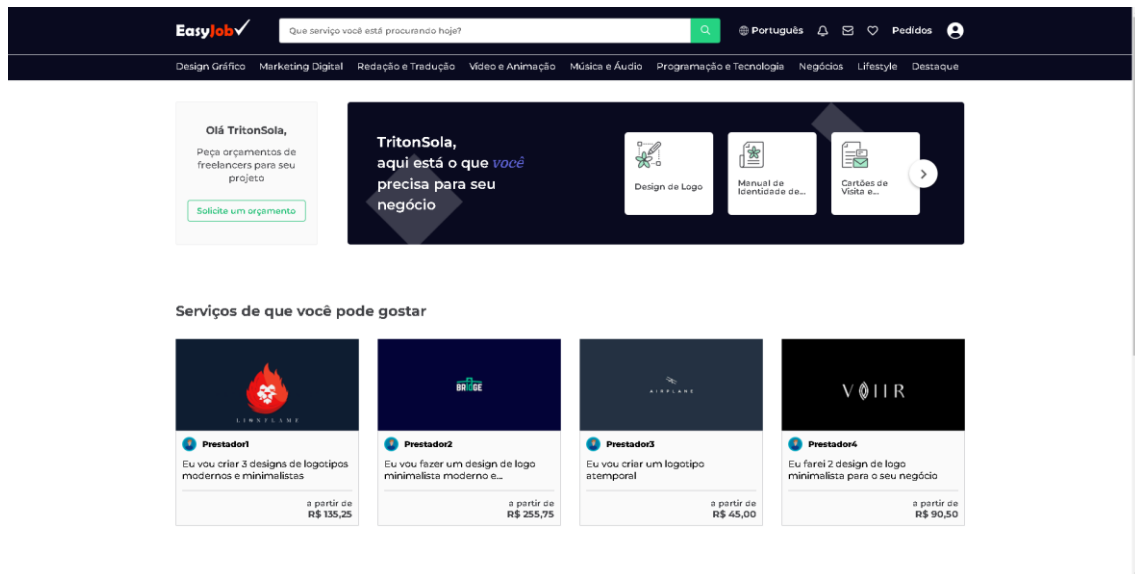 EasyJob
Que serviço você está procurando hoje?
Português
Pedidos
Design Gráfico Marketing Digital Redação e Tradução Vídeo e Animação Música e Áudio Programação e Tecnologia Negócios Lifestyle Destaque
Olá TritonSola,
Peça orçamentos de
freelancers para seu
projeto
Solicite um orçamento
TritonSola,
aqui está o que você
precisa para seu
negócio
Design de Logo
Manual de
Identidade de...
Cartões de
Visita e...
Serviços de que você pode gostar
LIONFLAME
Prestador1
Eu vou criar 3 designs de logotipos
modernos e minimalistas
a partir de
R$ 135,25
BRIDGE
Prestador2
Eu vou fazer um design de logo
minimalista moderno e...
a partir de
R$ 255,75
AIRPLANE
Prestador3
Eu vou criar um logotipo
atemporal
a partir de
R$ 45,00
Prestador4
Eu farei 2 design de logo
minimalista para o seu negócio
a partir de
R$ 90,50